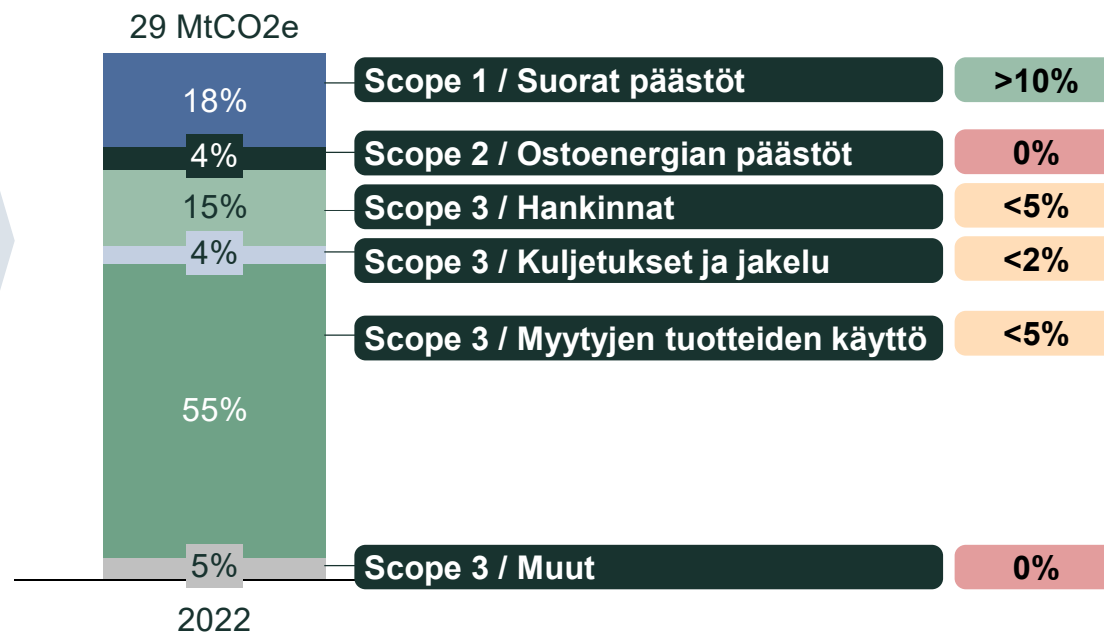 29 MtCO2e
18%
Scope 1 / Suorat päästöt
>10%
4%
Scope 2 / Ostoenergian päästöt
0%
15%
Scope 3 / Hankinnat
<5%
4%
Scope 3 / Kuljetukset ja jakelu
<2%
Scope 3 / Myytyjen tuotteiden käyttö
<5%
55%
5%
Scope 3 / Muut
0%
2022